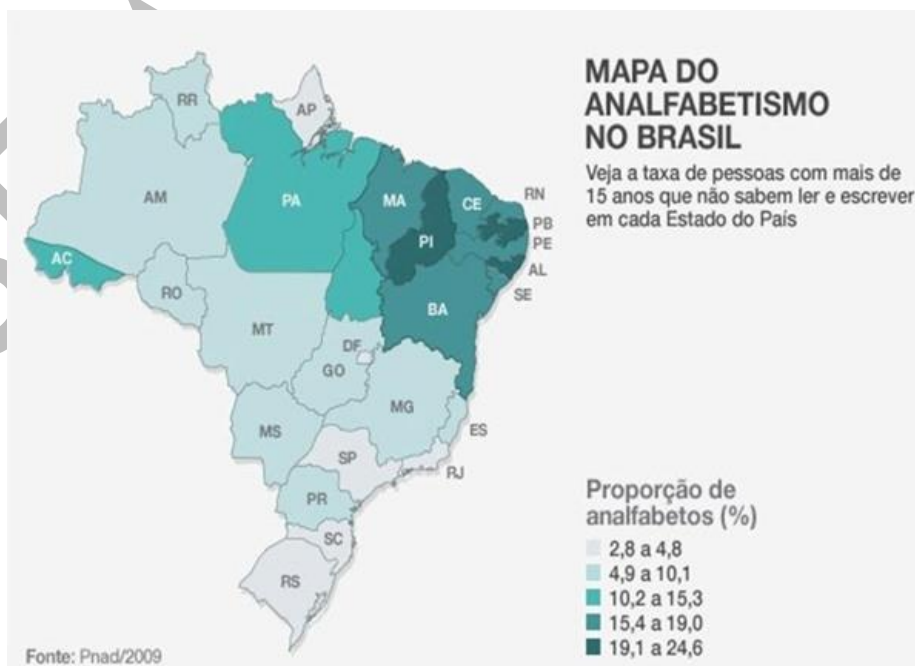 MAPA DO
ANALFABETISMO
NO BRASIL
Veja a taxa de pessoas com mais de
15 anos que não sabem ler e escrever
em cada Estado do País
RR
AP
AM
PA
MA
CE
RN
PB
PI
PE
AC
AL
RO
SE
BA
MT
DF
GO
MG
MS
ES
SP
RJ
PR
SC
RS
Proporção de
analfabetos (%)
2,8 a 4,8
4,9 a 10,1
10,2 a 15,3
15,4 a 19,0
19,1 a 24,6
Fonte: Pnad/2009